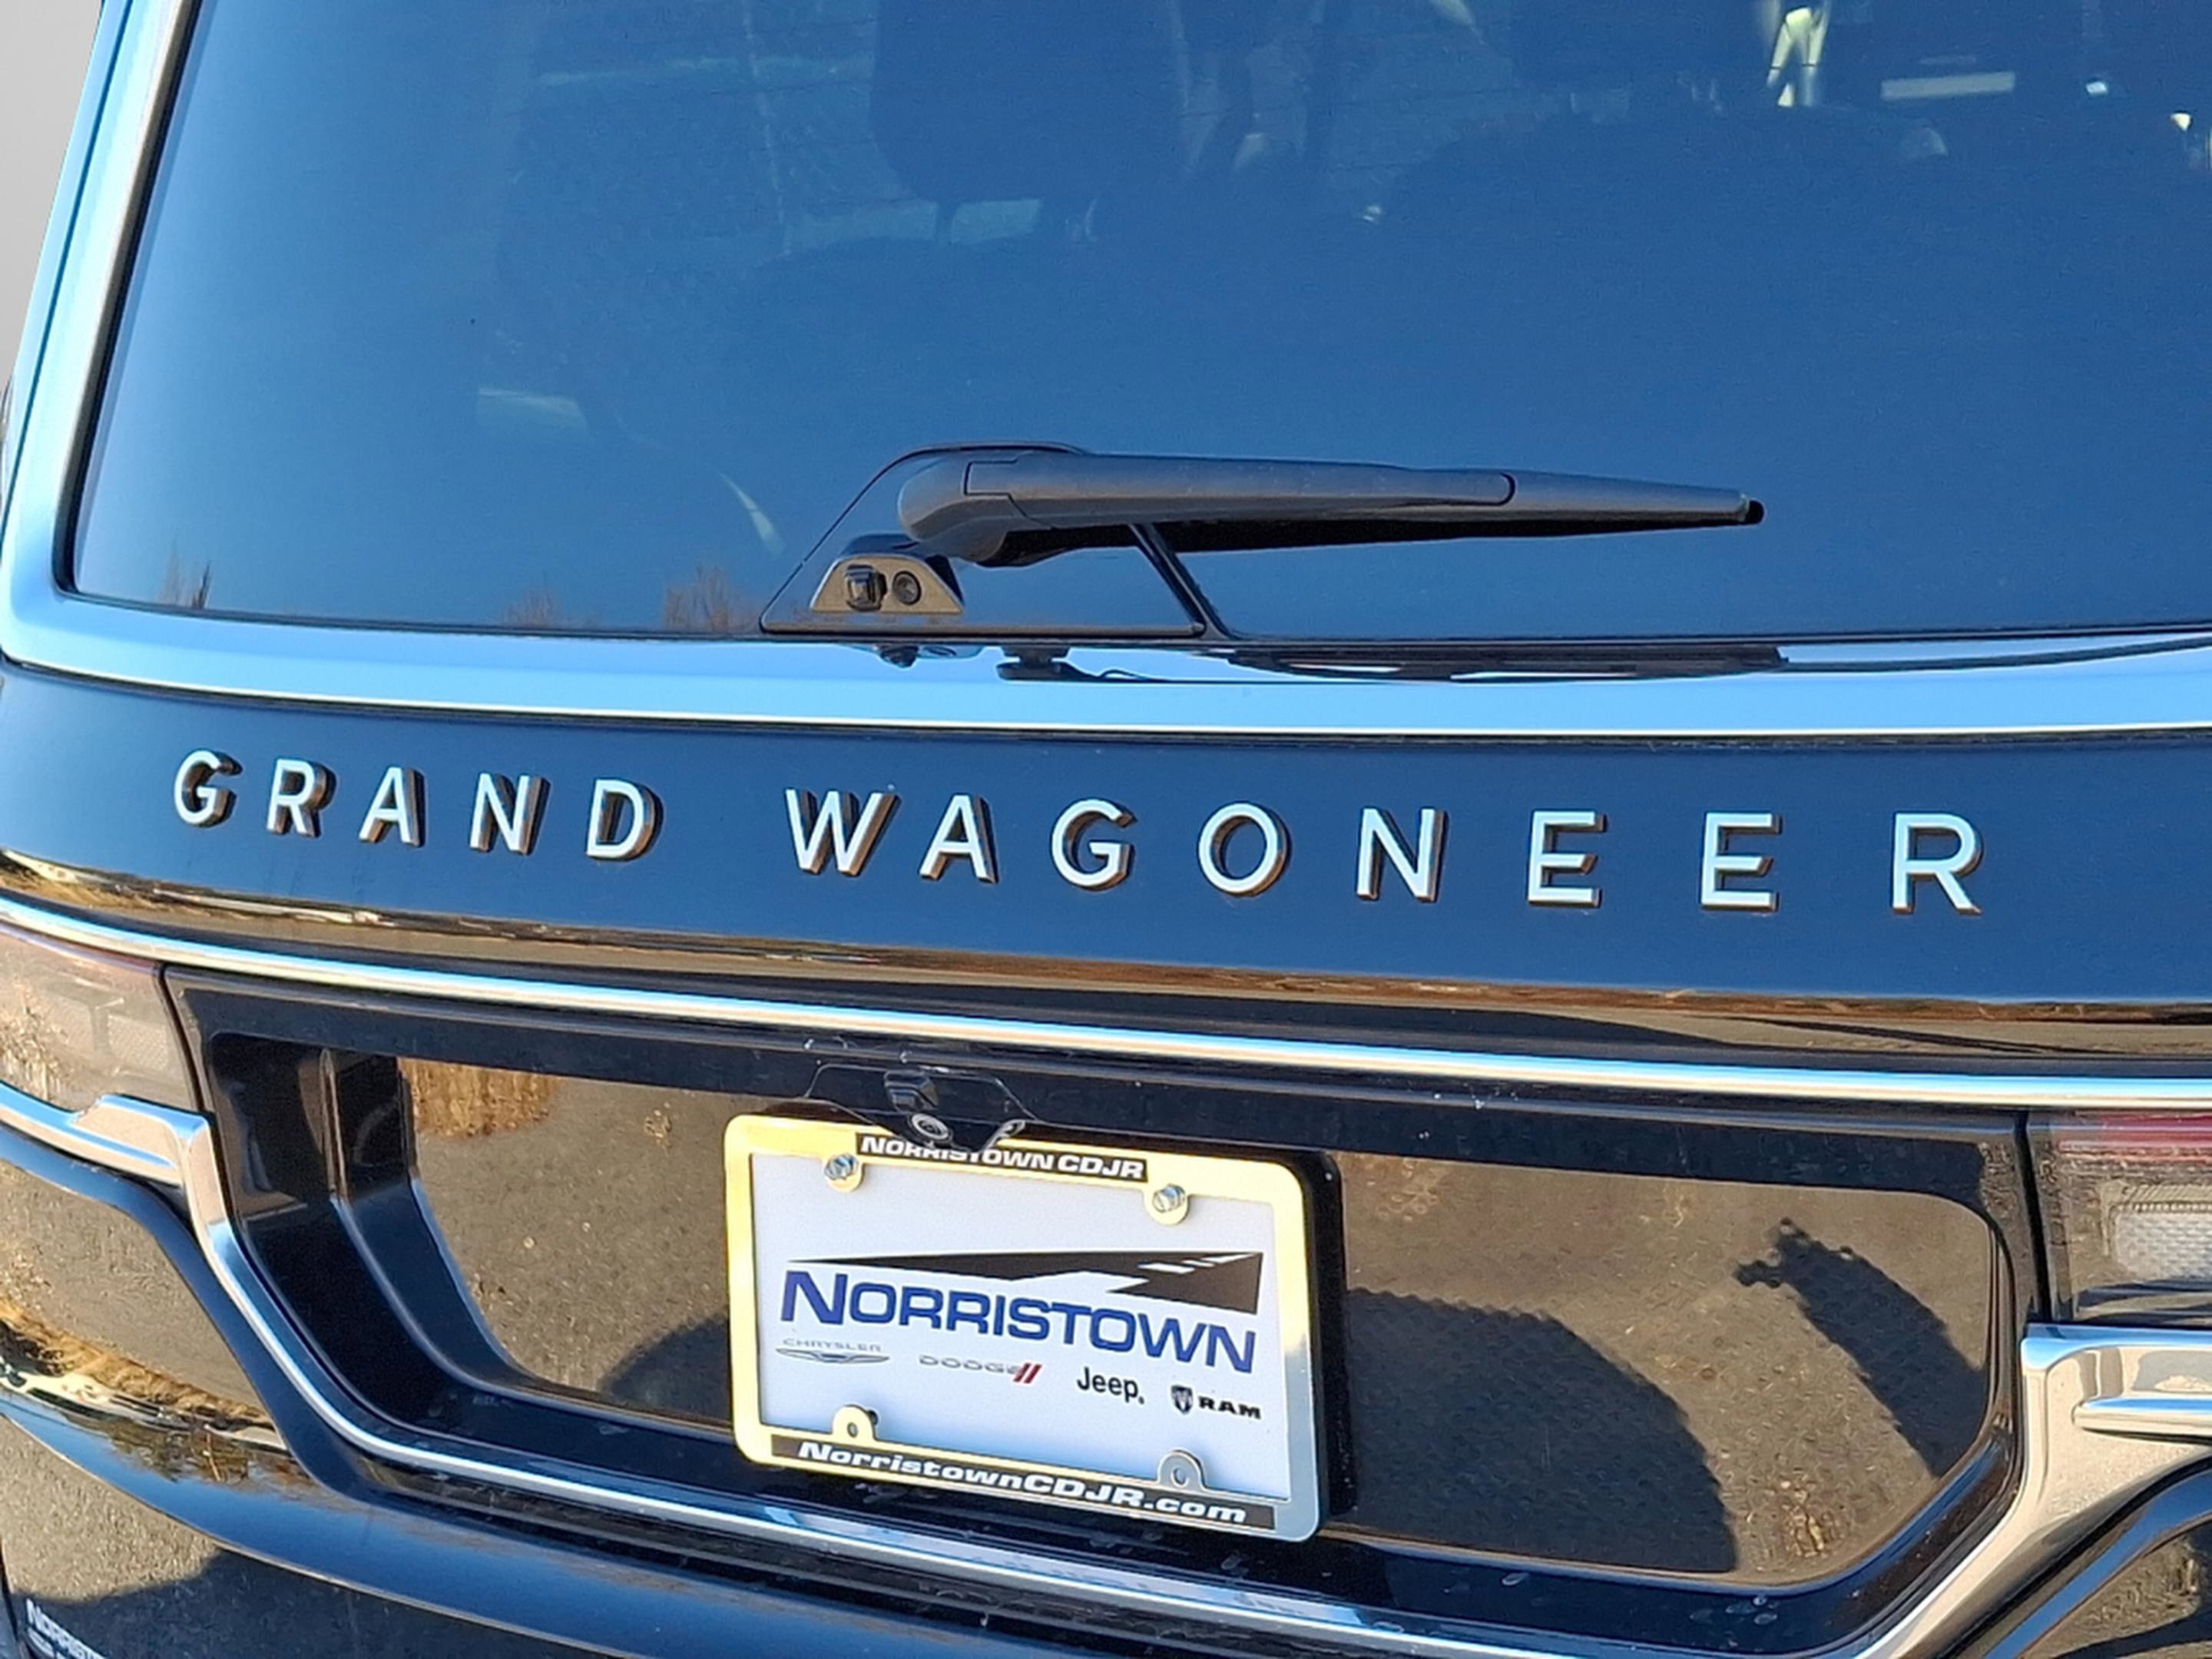 GRAND WAGONEER
NORRISTOWN CDJR
NORRISTOWN
CHRYSLER DODGE Jeep. RAM
NorristownCDJR.com